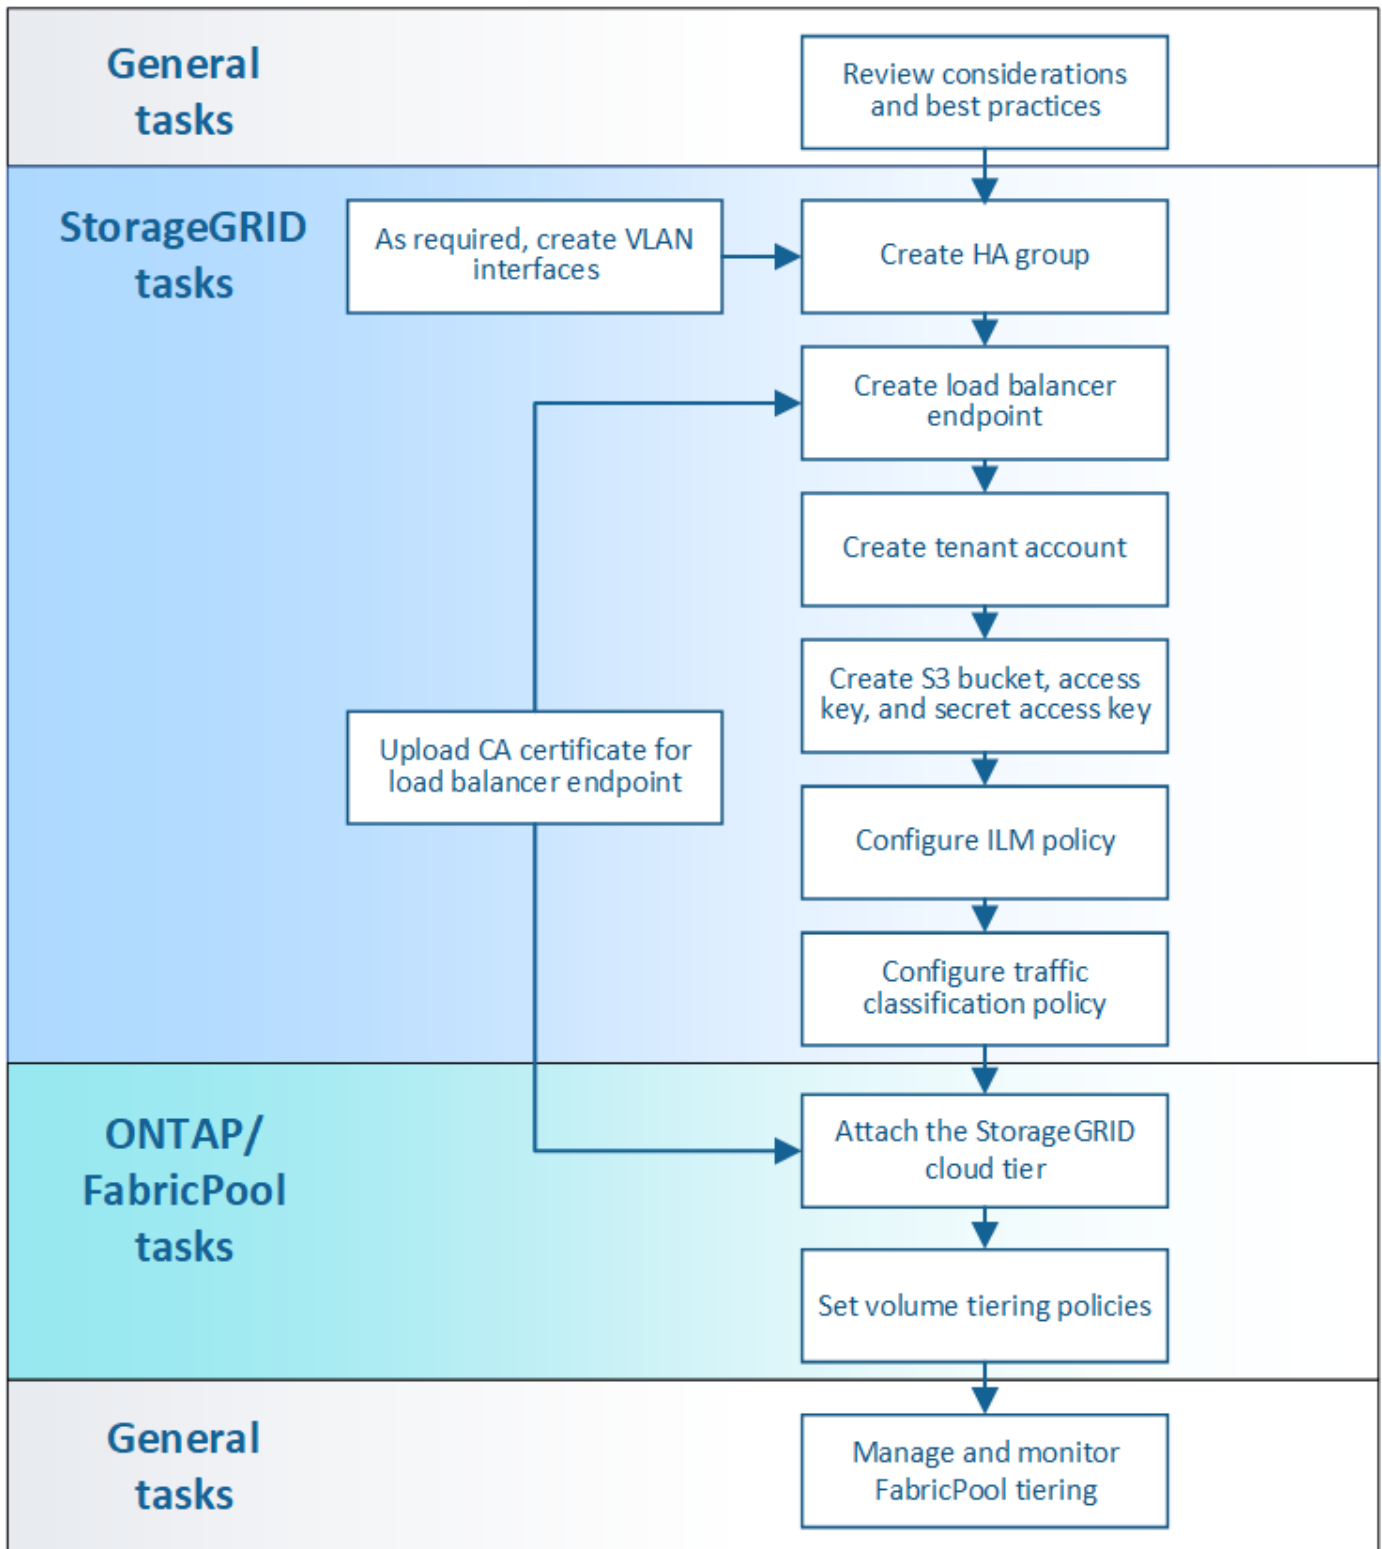 General
tasks
Review considerations
and best practices
StorageGRID
tasks
As required, create VLAN
interfaces
Create HA group
Create load balancer
endpoint
Create tenant account
Create S3 bucket, access
key, and secret access key
Upload CA certificate for
load balancer endpoint
Configure ILM policy
Configure traffic
classification policy
ONTAP/
FabricPool
tasks
Attach the StorageGRID
cloud tier
Set volume tiering policies
General
tasks
Manage and monitor
FabricPool tiering